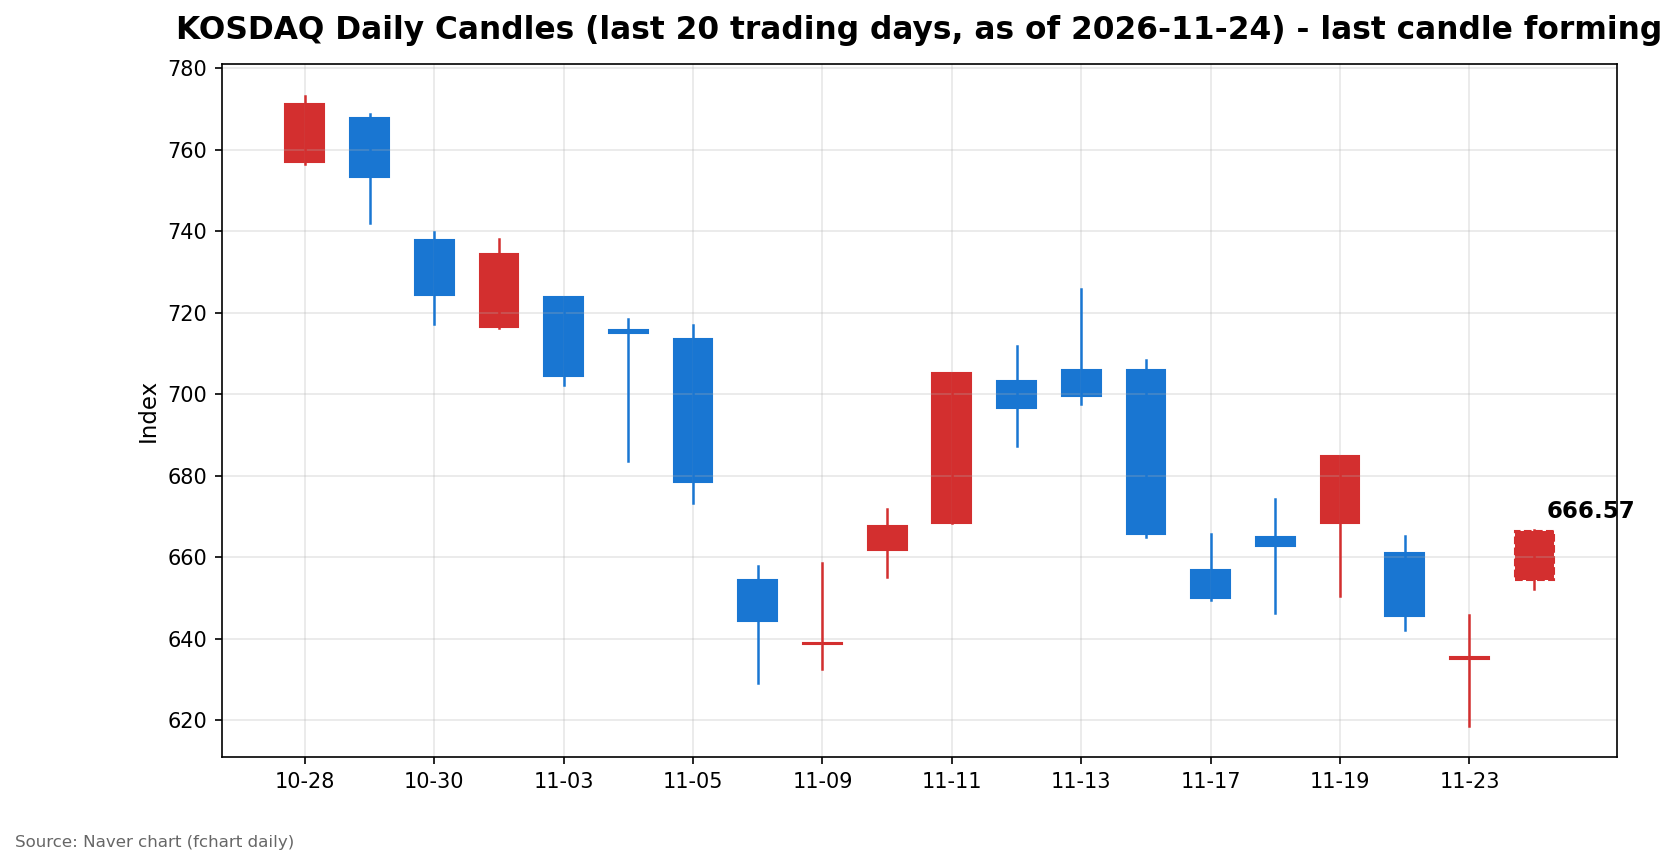 KOSDAQ Daily Candles (last 20 trading days, as of 2026-11-24) - last candle forming
780
760
740
720
700
680
660
640
620
Index
666.57
10-28 10-30 11-03 11-05 11-09 11-11 11-13 11-17 11-19 11-23
Source: Naver chart (fchart daily)